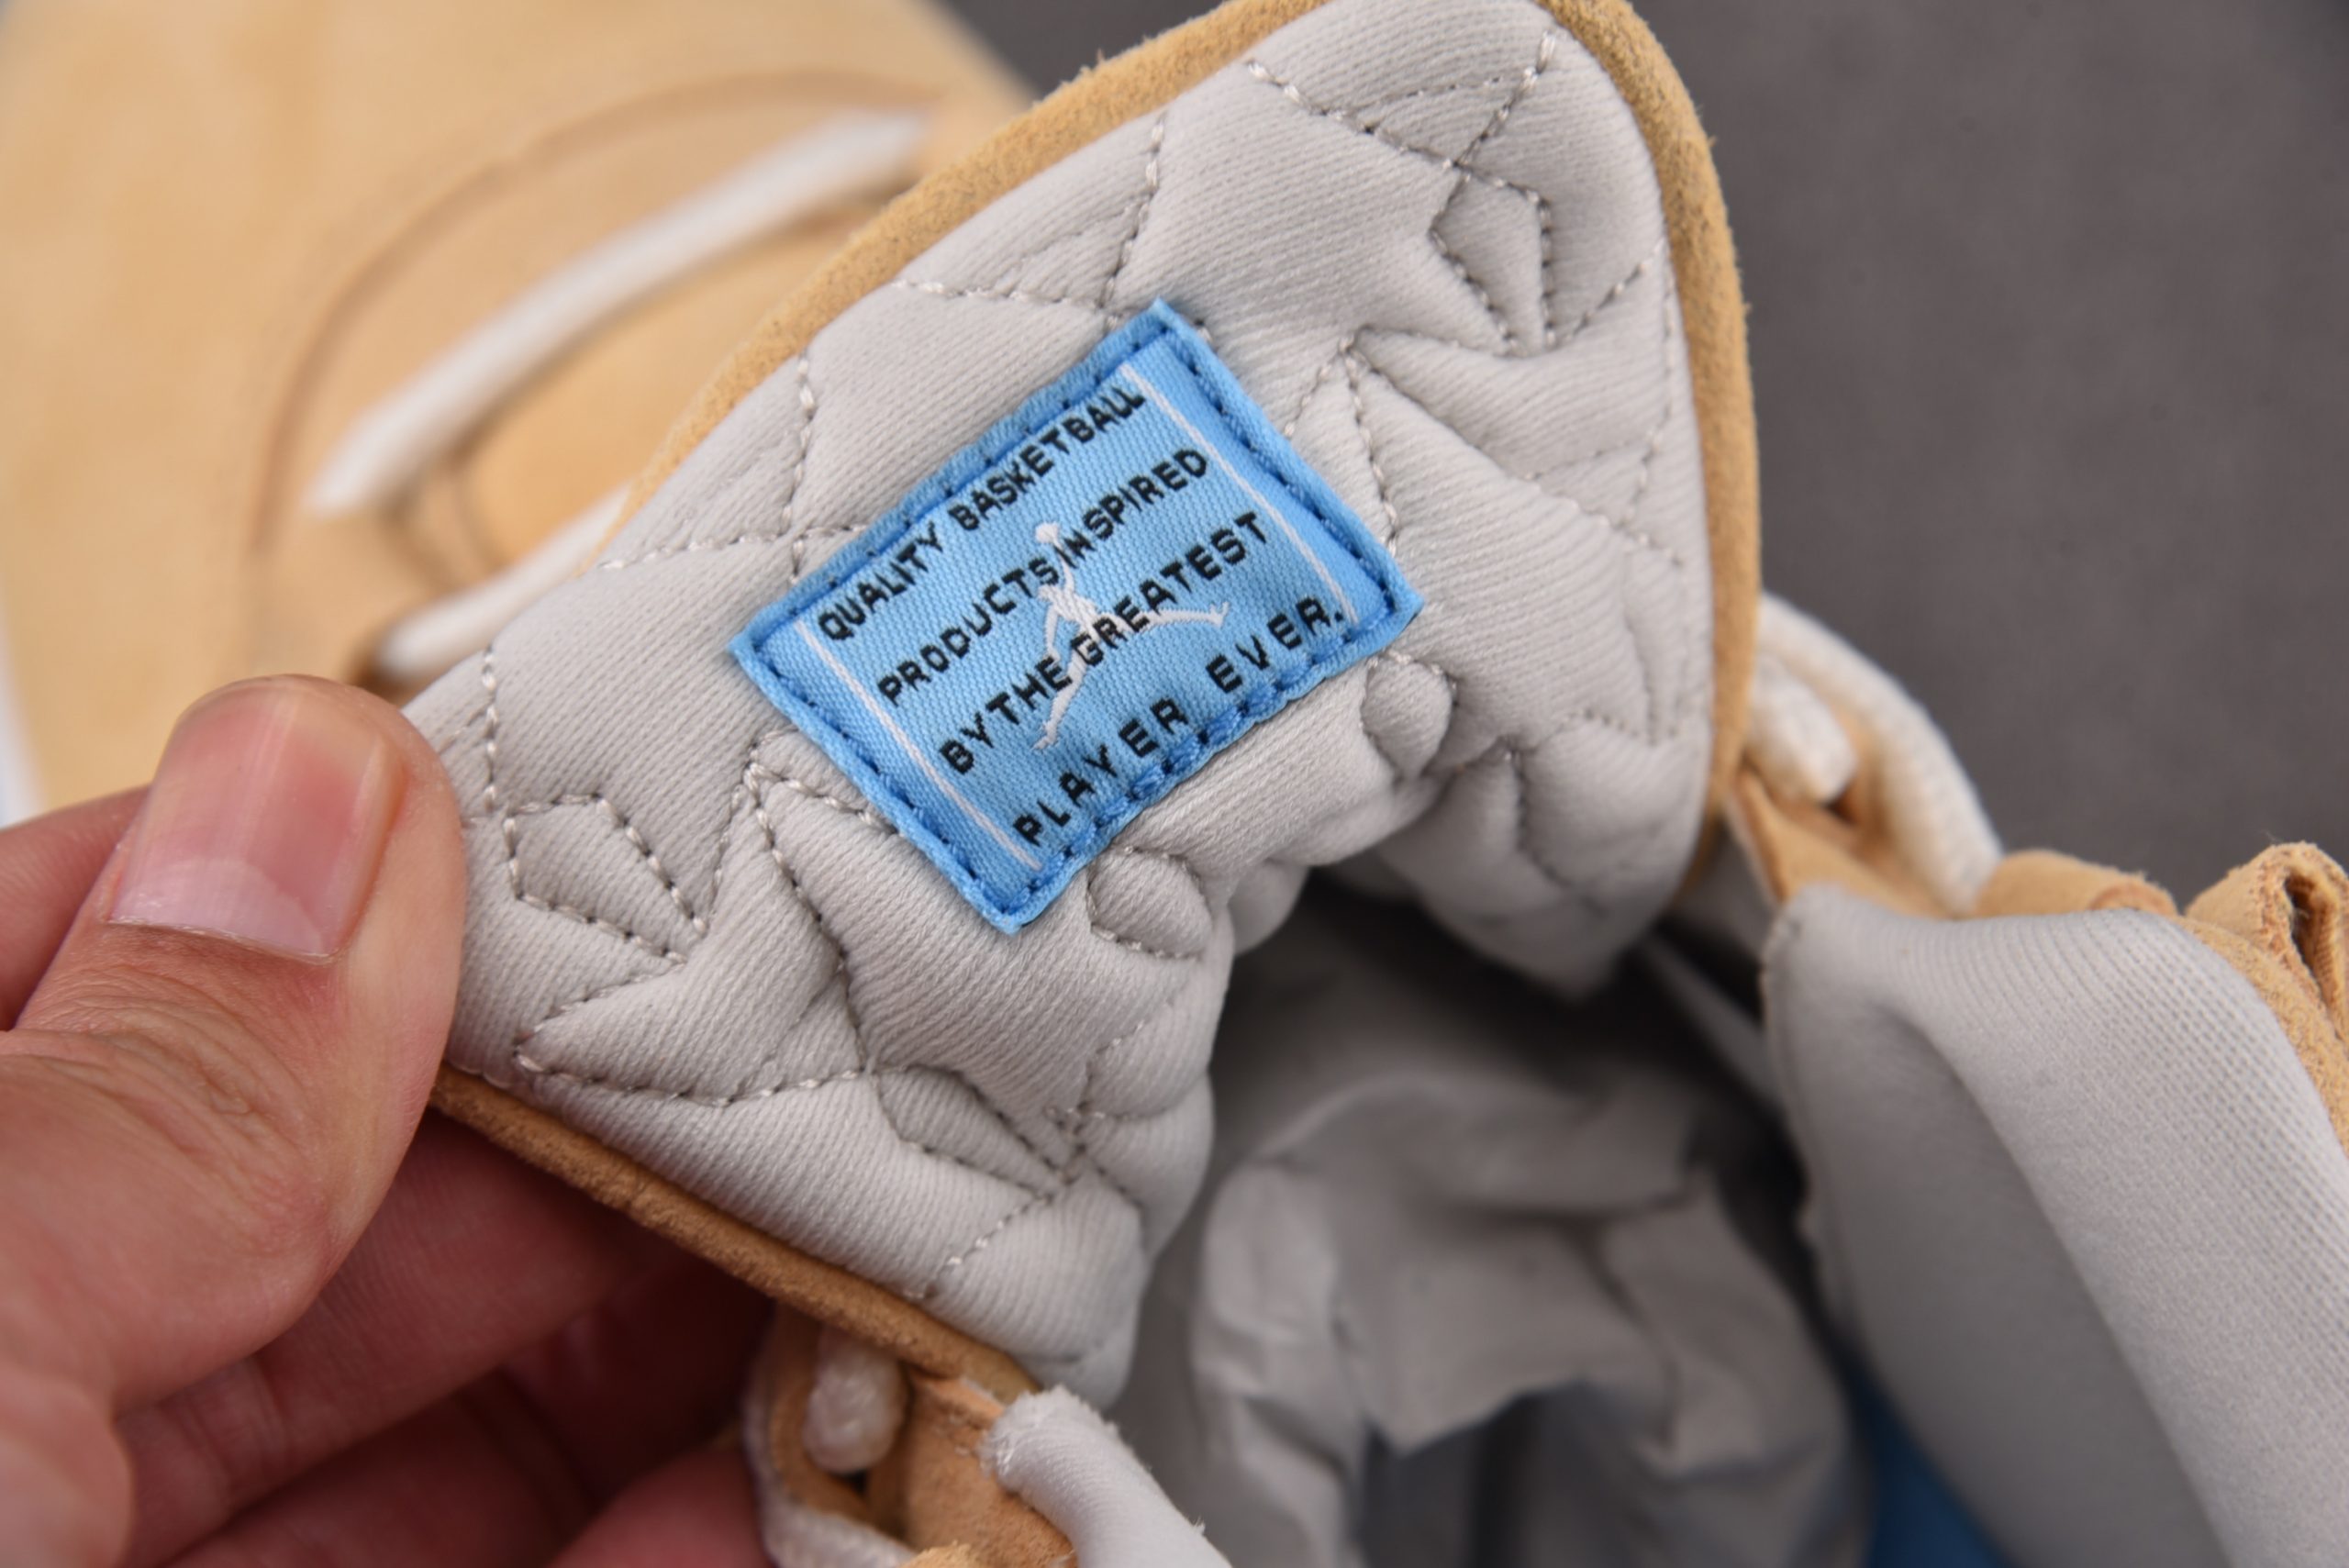 QUALITY BASKETBALL
PRODUCTS INSPIRED
BY THE GREATEST
PLAYER EVER.